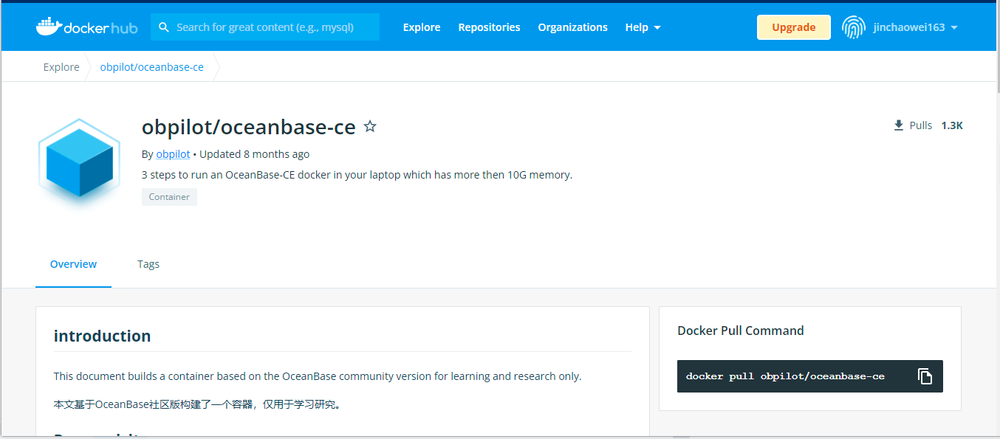 dockerhub Search for great content (e.g., mysql) Explore Repositories Organizations Help Upgrade jinchaowei163
Explore obpilot/oceanbase-ce
obpilot/oceanbase-ce
Pulls 1.3K
By obpilot • Updated 8 months ago
3 steps to run an OceanBase-CE docker in your laptop which has more then 10G memory.
Container
Overview Tags
introduction
This document builds a container based on the OceanBase community version for learning and research only.
本文基于OceanBase社区版构建了一个容器，仅用于学习研究。
Docker Pull Command
docker pull obpilot/oceanbase-ce